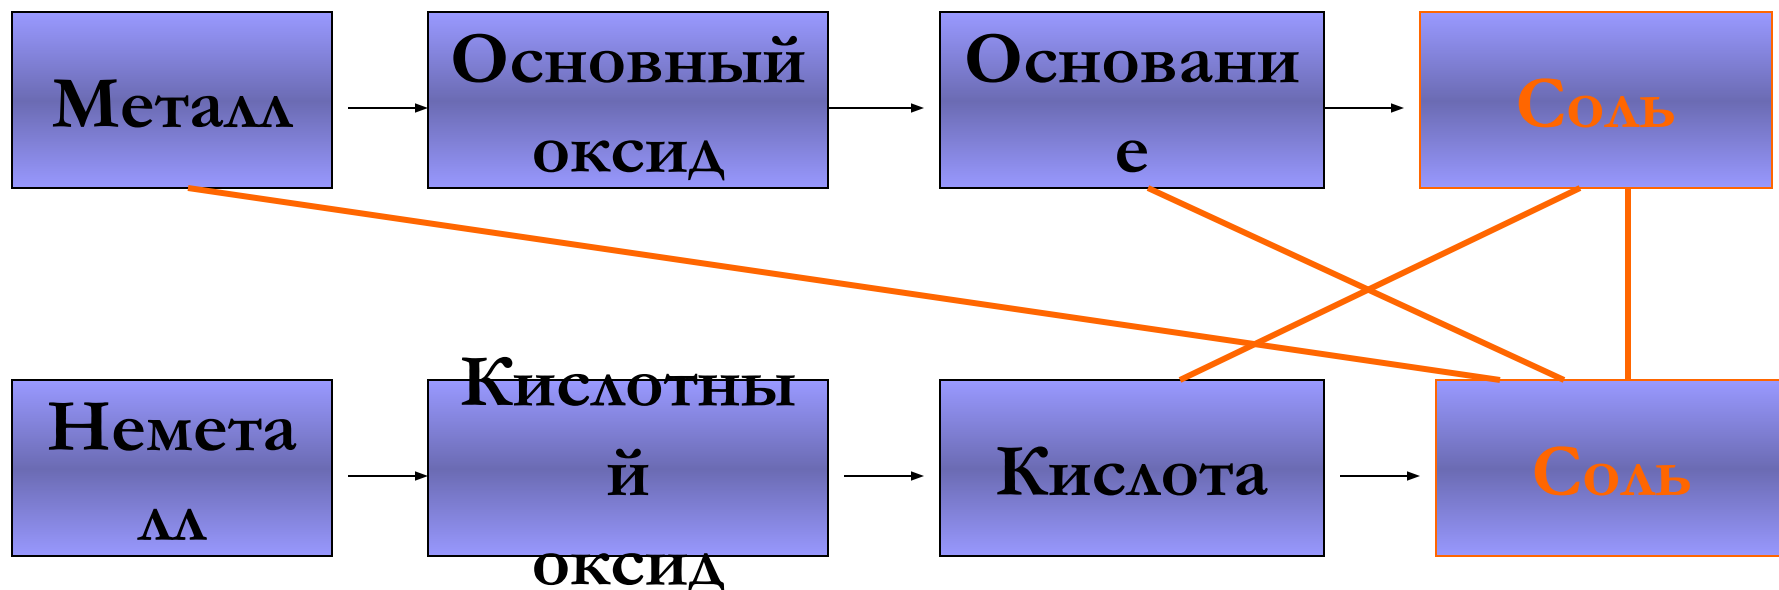 Металл
Основный
оксид
Основани
е
Соль
Немета
лл
Кислотны
й
оксид
Кислота
Соль